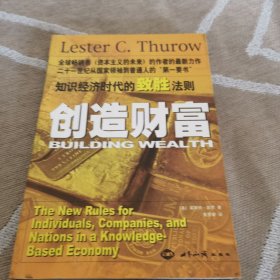 Lester C. Thurow
全球畅销书《资本主义的未来》的作者的最新力作
二十一世纪从国家领袖到普通人的“第一要书”
知识经济时代的致胜法则
创造财富
BUILDING WEALTH
The New Rules for
Individuals, Companies, and
Nations in a Knowledge-
Based Economy